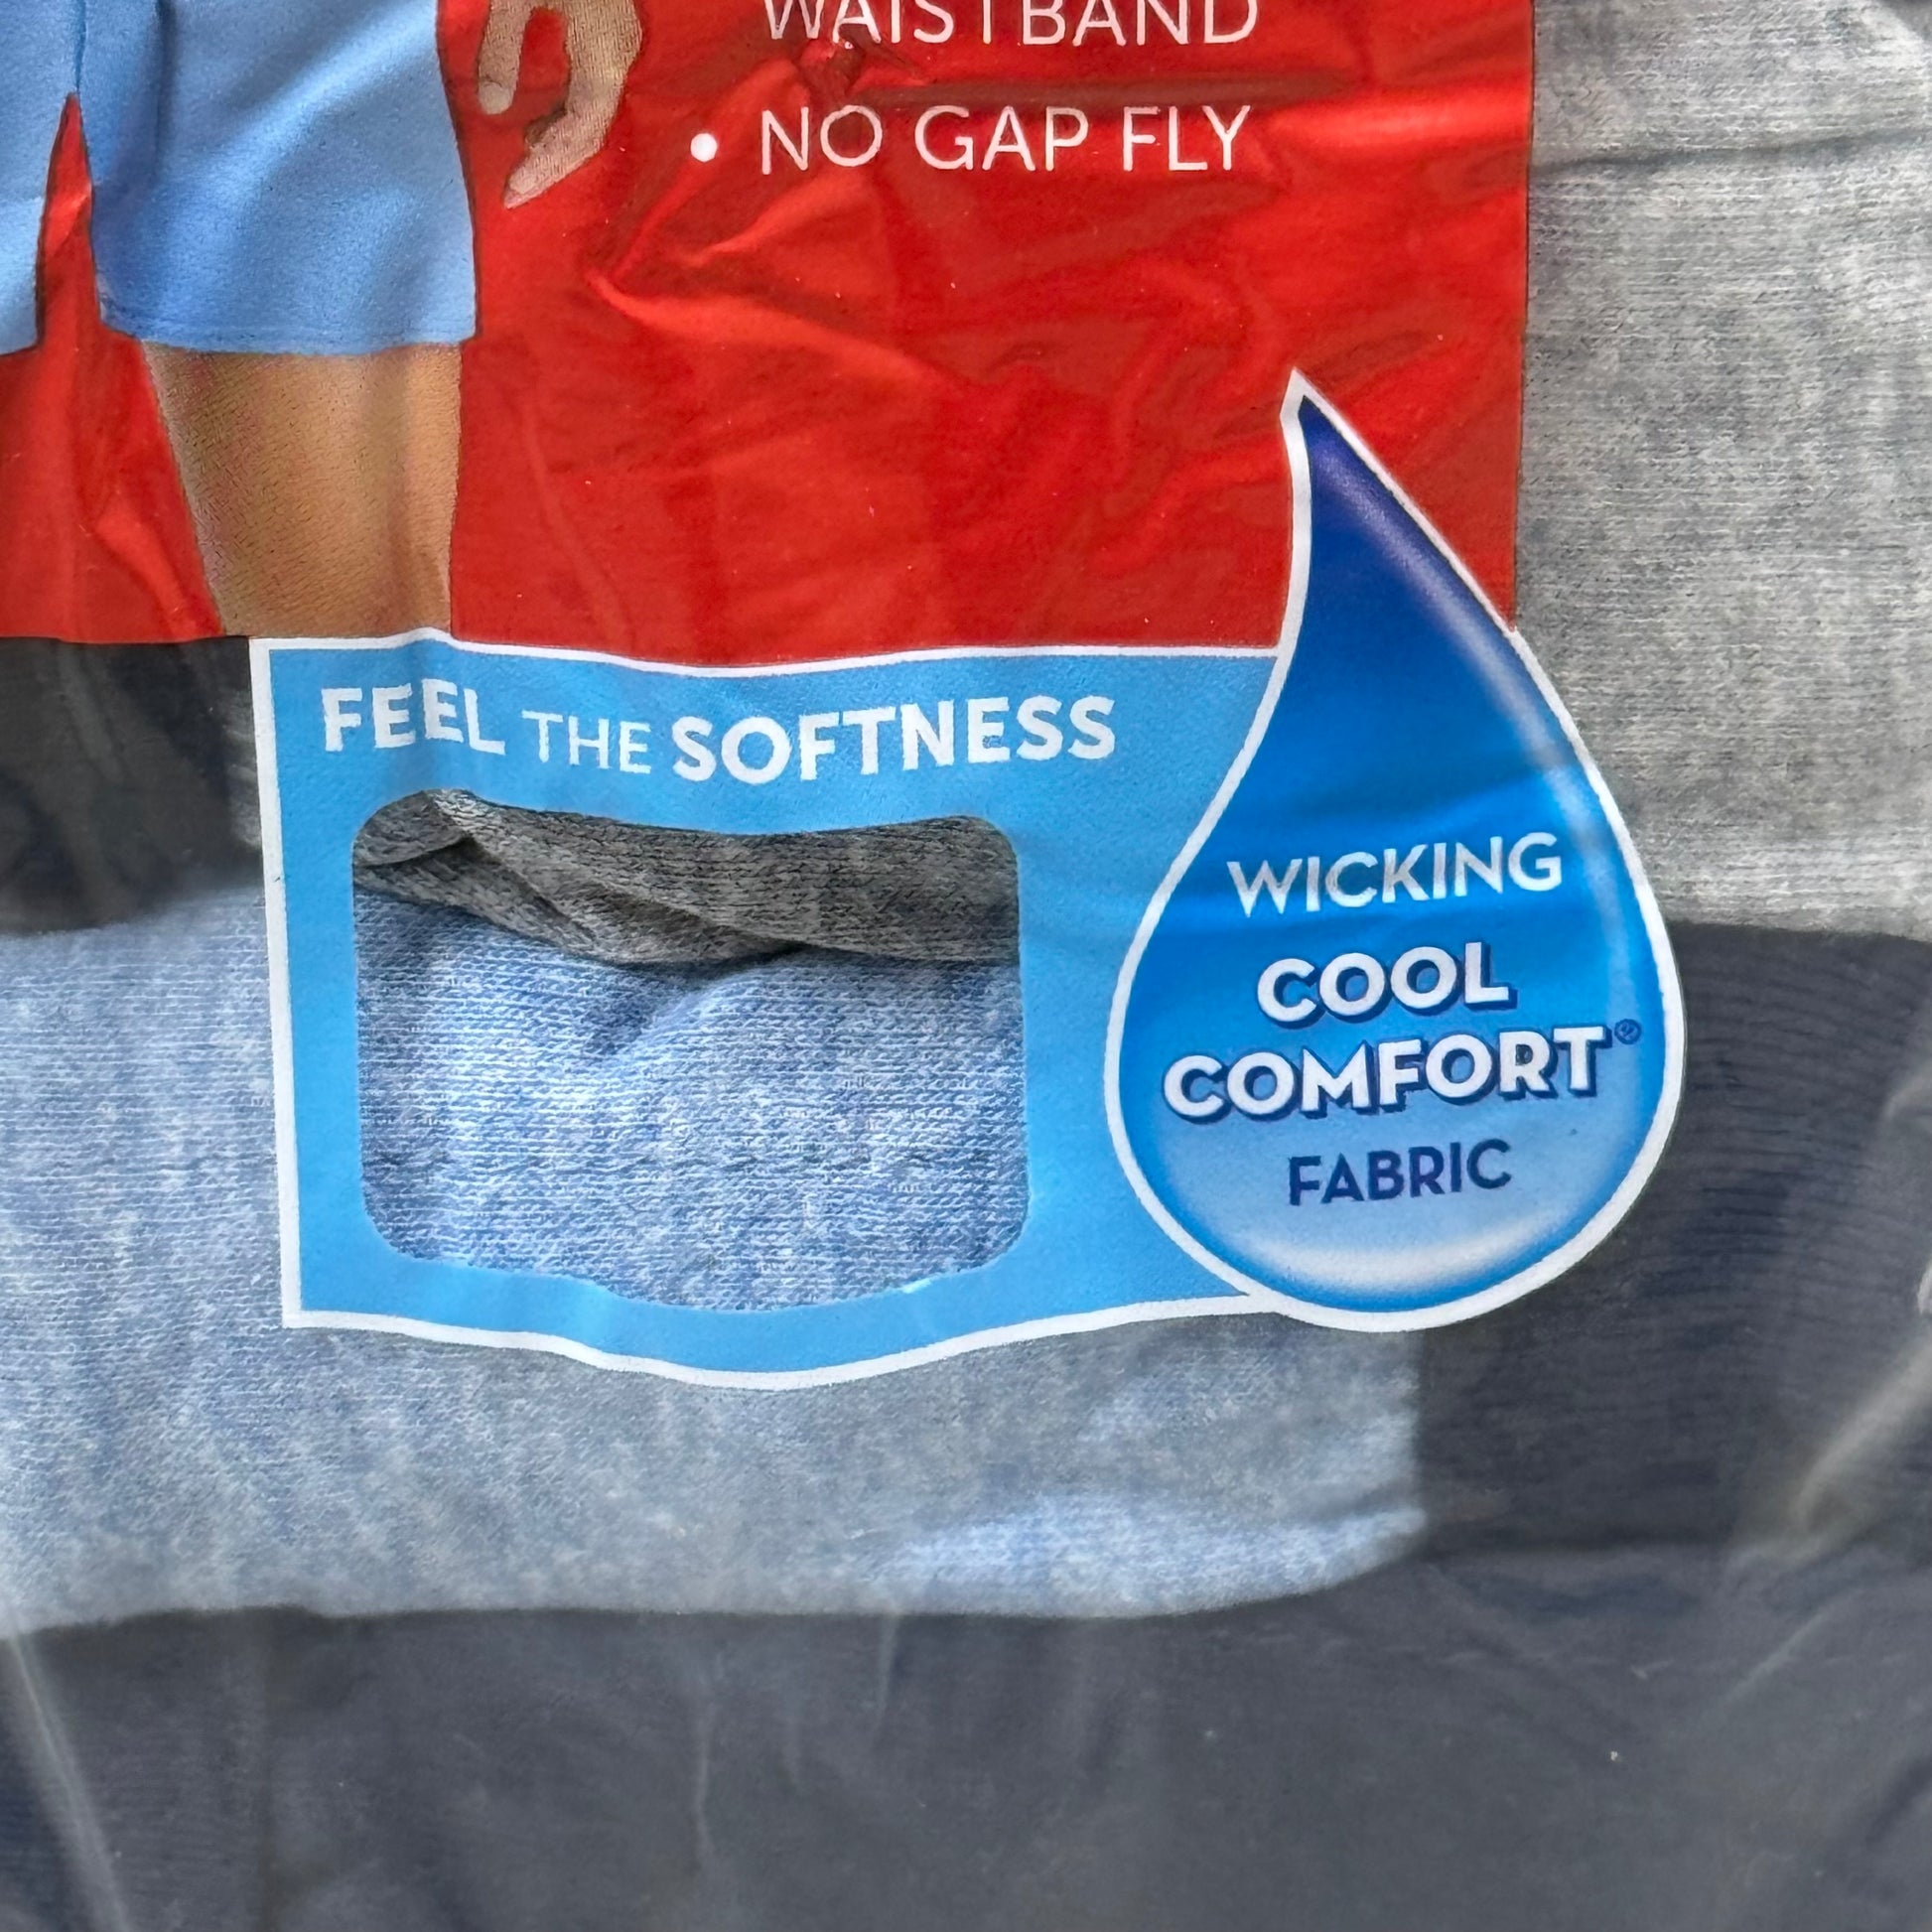 WAISTBAND
• NO GAP FLY
FEEL THE SOFTNESS
WICKING
COOL
COMFORT®
FABRIC